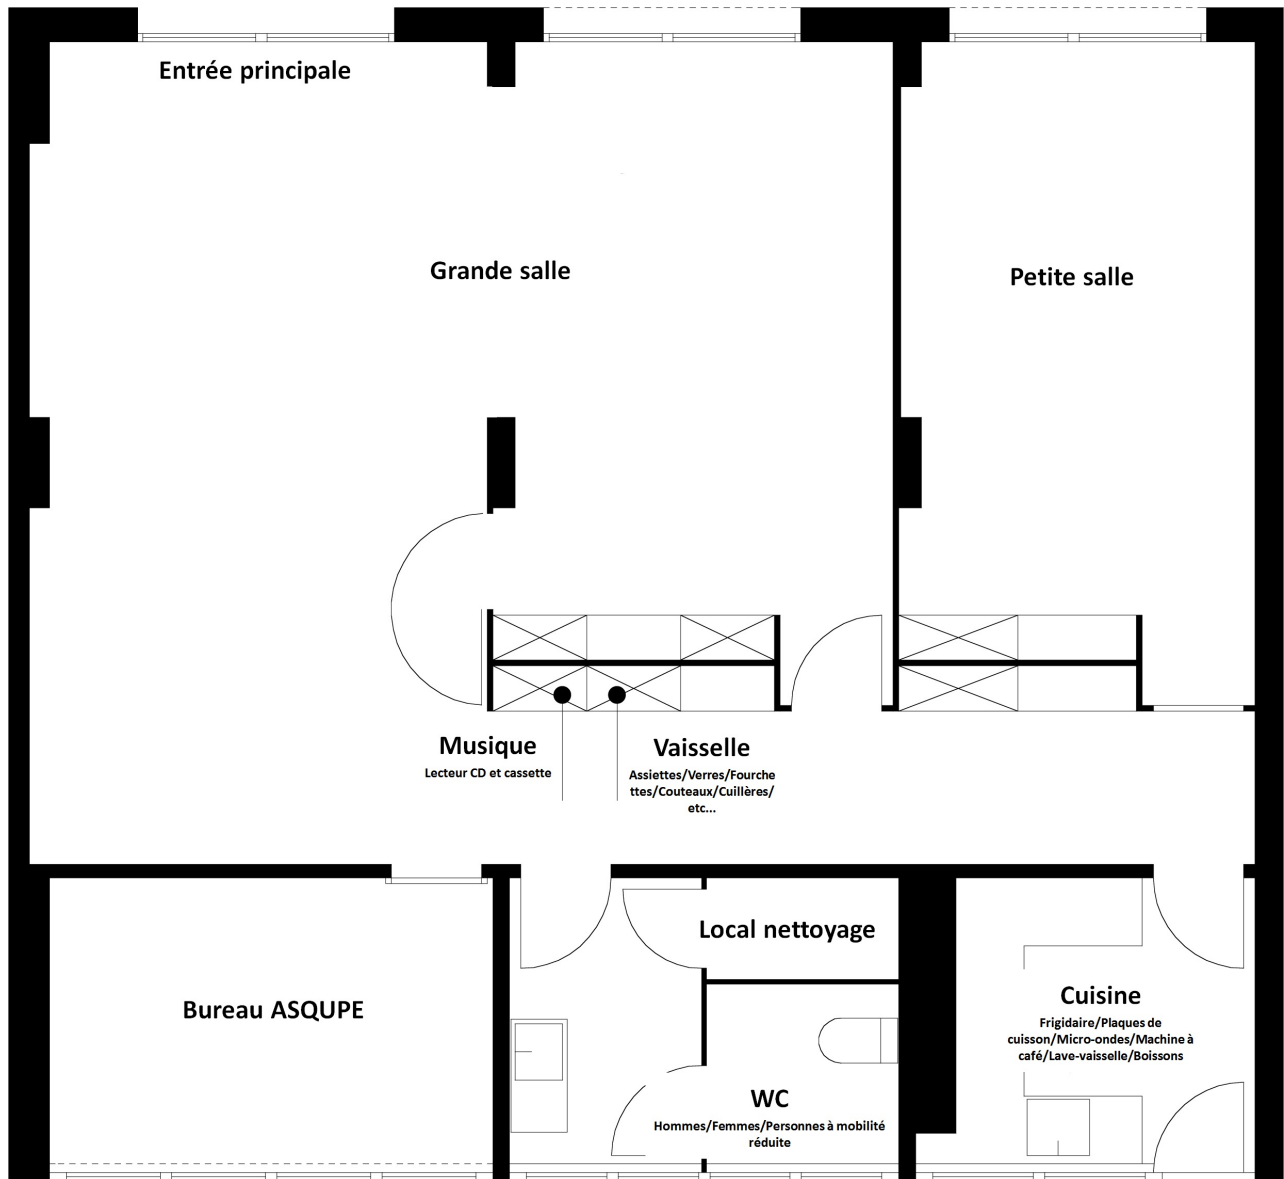 Entrée principale
Grande salle
Petite salle
Musique
Lecteur CD et cassette
Vaisselle
Assiettes/Verres/Fourche
ttes/Couteaux/Cuillères/
etc...
Local nettoyage
Bureau ASQUPE
Cuisine
Frigidaire/Plaques de
cuisson/Micro-ondes/Machine à
café/Lave-vaisselle/Boissons
WC
Hommes/Femmes/Personnes à mobilité
réduite